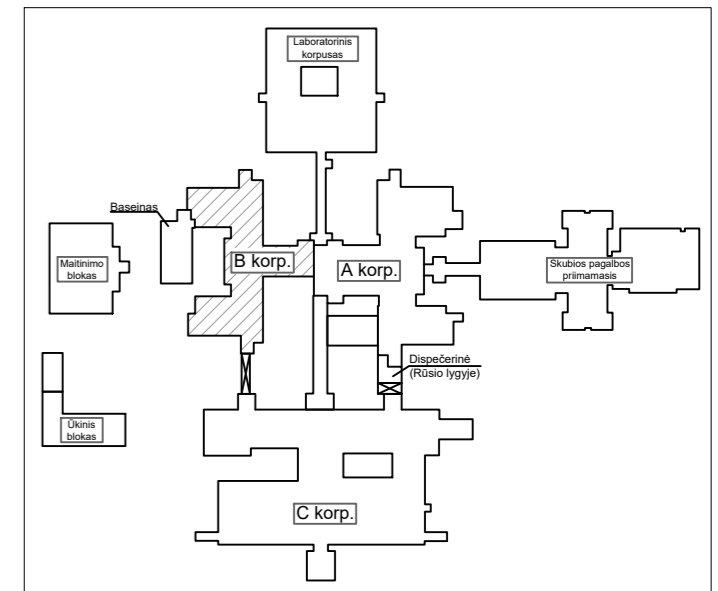 Laboratorinis
korpusas
Baseinas
Maitinimo
blokas
B korp.
A korp.
Skubios pagalbos
priimamasis
Dispečerinė
(Rūsio lygyje)
Ūkinis
blokas
C korp.